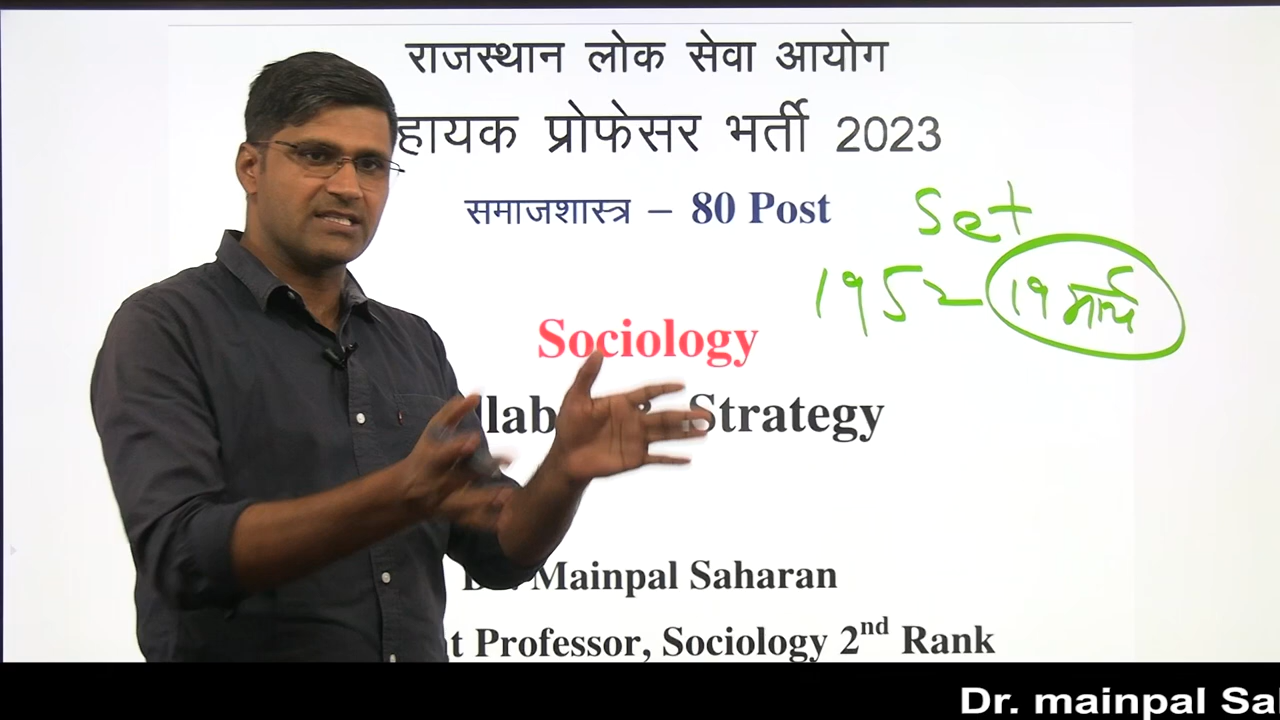 राजस्थान लोक सेवा आयोग
हायक प्रोफेसर भर्ती 2023
समाजशास्त्र – 80 Post
Set
Sociology
१९५२
19 मार्च
Strategy
Mainpal Saharan
Professor, Sociology 2nd Rank
Dr. mainpal Sa